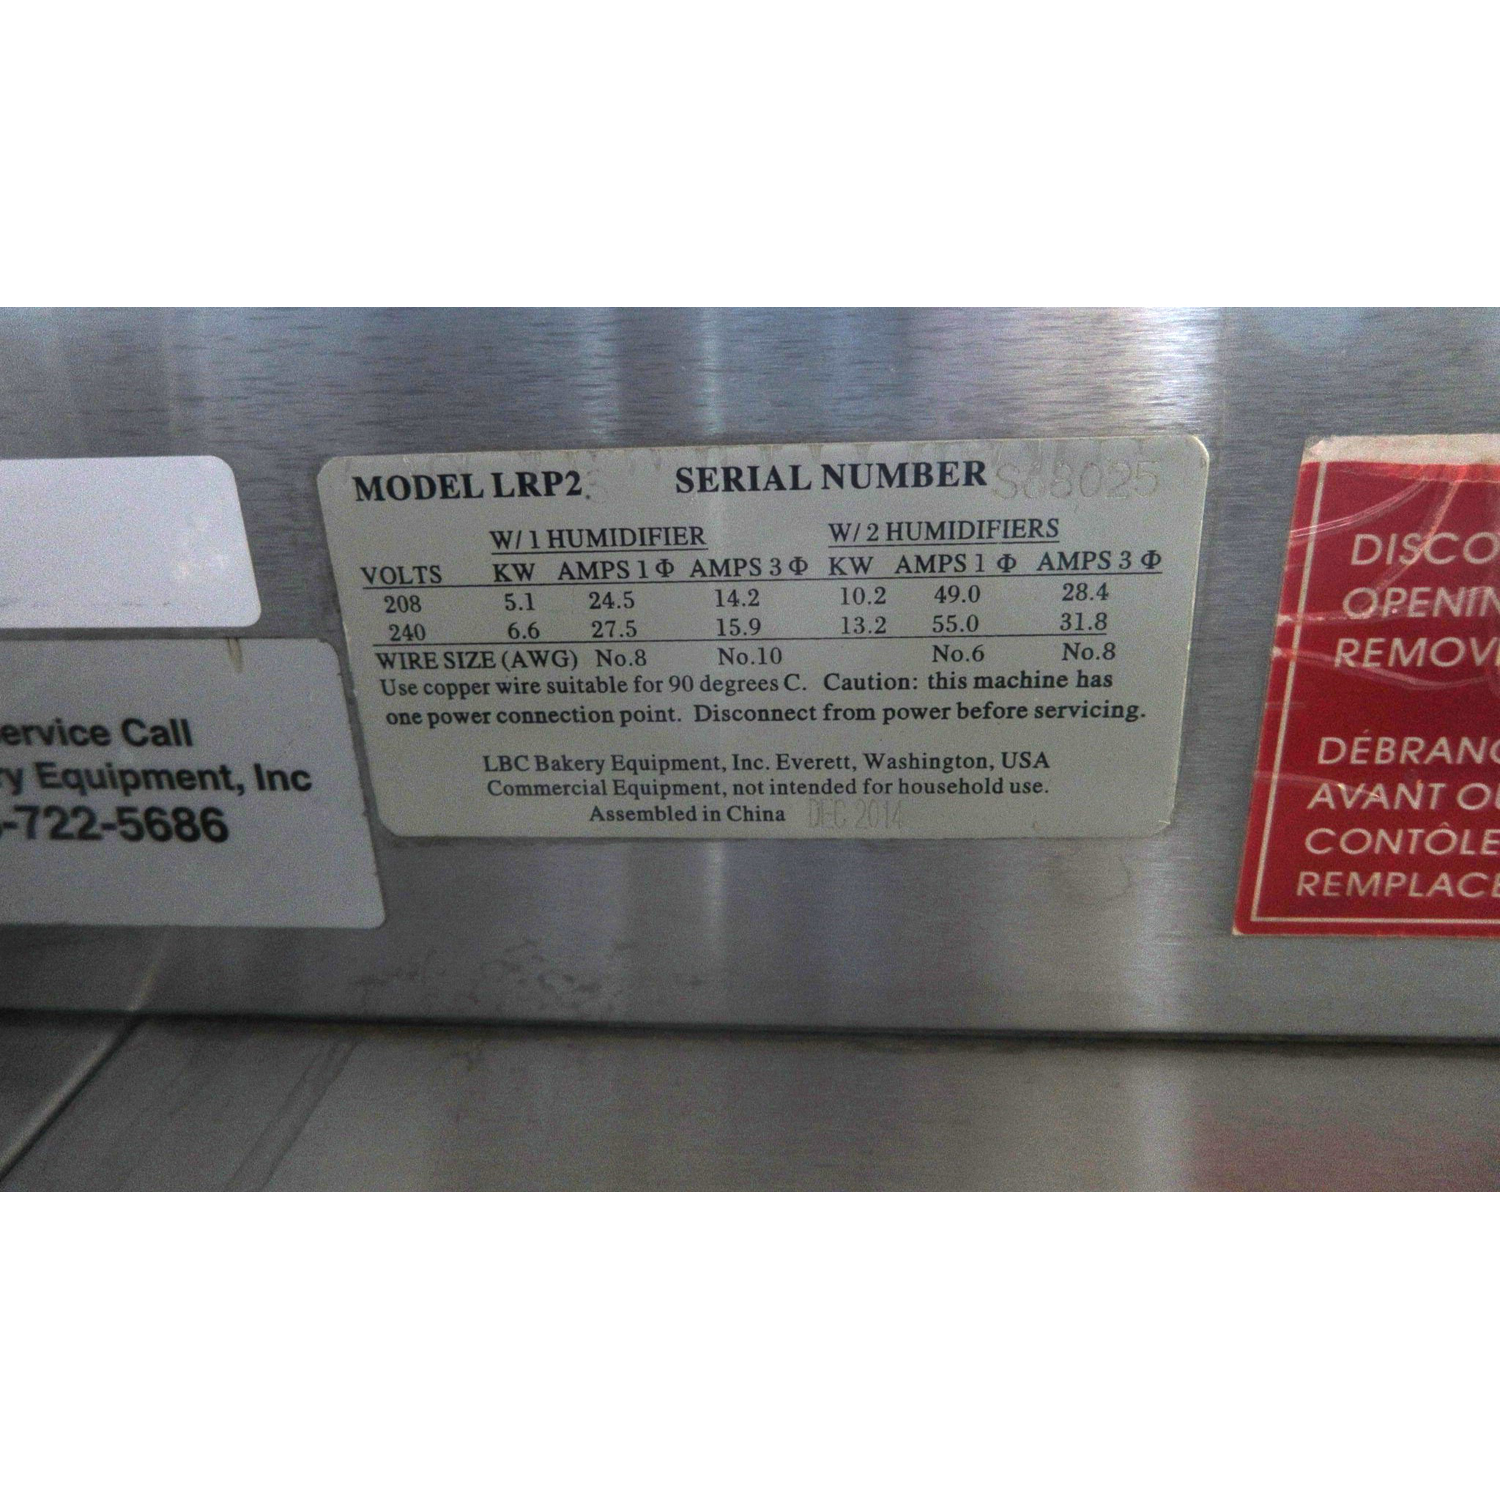 MODEL LRP2 SERIAL NUMBER S68025
W/ 1 HUMIDIFIER W/ 2 HUMIDIFIERS
VOLTS KW AMPS 1 Φ AMPS 3 Φ KW AMPS 1 Φ AMPS 3 Φ
208 5.1 24.5 14.2 10.2 49.0 28.4
240 6.6 27.5 15.9 13.2 55.0 31.8
WIRE SIZE (AWG) No.8 No.10 No.6 No.8
Use copper wire suitable for 90 degrees C. Caution: this machine has
one power connection point. Disconnect from power before servicing.
LBC Bakery Equipment, Inc. Everett, Washington, USA
Commercial Equipment, not intended for household use.
Assembled in China DEC 2014
ervice Call
ry Equipment, Inc
-722-5686
DISCO
OPENIN
REMOV
DÉBRANC
AVANT OU
CONTÔLE
REMPLACE